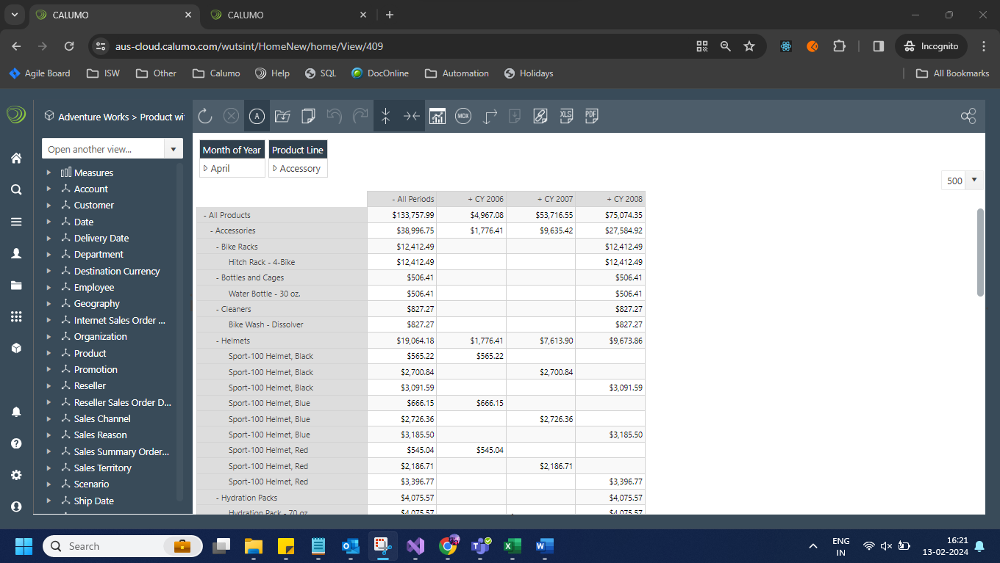 CALUMO
CALUMO
aus-cloud.calumo.com/wutsint/HomeNew/home/View/409
Incognito
Agile Board
ISW
Other
Calumo
Help
SQL
DocOnline
Automation
Holidays
All Bookmarks
Adventure Works > Product wi
A
MDX
XLS
PDF
Open another view...
Measures
Account
Customer
Date
Delivery Date
Department
Destination Currency
Employee
Geography
Internet Sales Order ...
Organization
Product
Promotion
Reseller
Reseller Sales Order D...
Sales Channel
Sales Reason
Sales Summary Order...
Sales Territory
Scenario
Ship Date
Month of Year Product Line
April Accessory
500
- All Periods + CY 2006 + CY 2007 + CY 2008
- All Products $133,757.99 $4,967.08 $53,716.55 $75,074.35
- Accessories $38,996.75 $1,776.41 $9,635.42 $27,584.92
- Bike Racks $12,412.49 $12,412.49
Hitch Rack - 4-Bike $12,412.49 $12,412.49
- Bottles and Cages $506.41 $506.41
Water Bottle - 30 oz. $506.41 $506.41
- Cleaners $827.27 $827.27
Bike Wash - Dissolver $827.27 $827.27
- Helmets $19,064.18 $1,776.41 $7,613.90 $9,673.86
Sport-100 Helmet, Black $565.22 $565.22
Sport-100 Helmet, Black $2,700.84 $2,700.84
Sport-100 Helmet, Black $3,091.59 $3,091.59
Sport-100 Helmet, Blue $666.15 $666.15
Sport-100 Helmet, Blue $2,726.36 $2,726.36
Sport-100 Helmet, Blue $3,185.50 $3,185.50
Sport-100 Helmet, Red $545.04 $545.04
Sport-100 Helmet, Red $2,186.71 $2,186.71
Sport-100 Helmet, Red $3,396.77 $3,396.77
- Hydration Packs $4,075.57 $4,075.57
Hydration Pack - 70 oz. $4,075.57 $4,075.57
Search
ENG
IN
16:21
13-02-2024